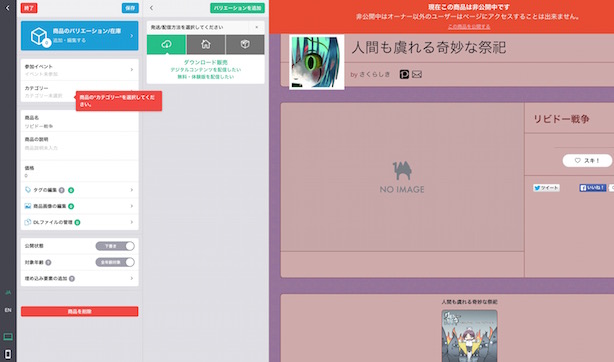 終了
保存
商品のバリエーション/在庫
追加・編集する
参加イベント
イベント未参加
カテゴリー
カテゴリー未選択
商品の"カテゴリー"を選択してください。
商品名
リビドー戦争
商品の説明
商品説明未入力
価格
0
タグの編集
商品画像の編集
DLファイルの管理
公開状態
下書き
対象年齢
全年齢対象
埋め込み要素の追加
商品を削除
JA
EN
バリエーションを追加
発送/配信方法を選択してください
ダウンロード販売
デジタルコンテンツを配信したい
無料・体験版を配信したい
現在この商品は非公開中です
非公開中はオーナー以外のユーザーはページにアクセスすることは出来ません。
この商品を公開する
人間も虞れる奇妙な祭祀
by さくらしき
NO IMAGE
リビドー戦争
スキ！
ツイート
いいね！
人間も虞れる奇妙な祭祀